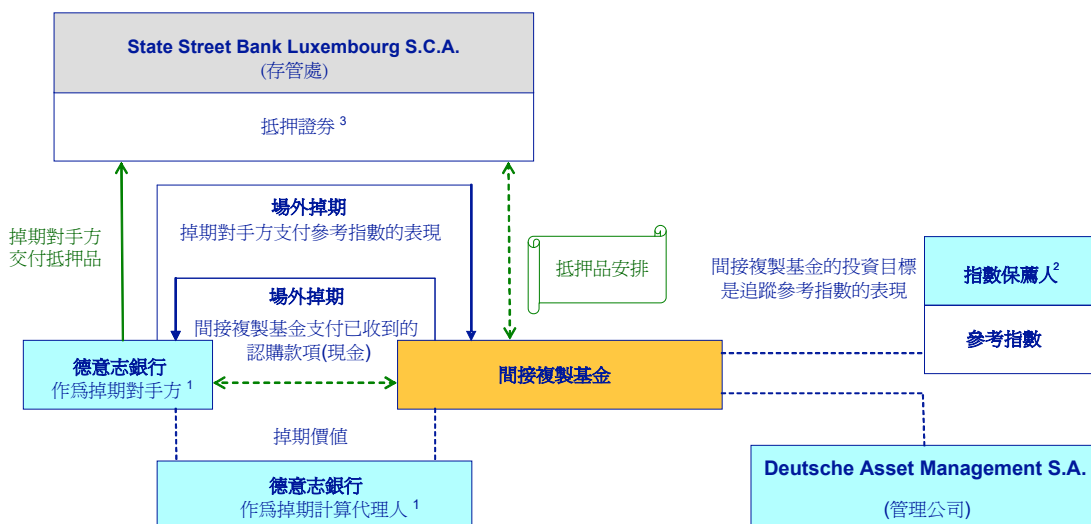 State Street Bank Luxembourg S.C.A.
(存管處)
抵押證券 3
場外掉期
掉期對手方支付參考指數的表現
掉期對手方
交付抵押品
抵押品安排
間接複製基金的投資目標
是追蹤參考指數的表現
指數保薦人2
參考指數
場外掉期
間接複製基金支付已收到的
認購款項(現金)
德意志銀行
作爲掉期對手方 1
間接複製基金
掉期價值
德意志銀行
作爲掉期計算代理人 1
Deutsche Asset Management S.A.
(管理公司)